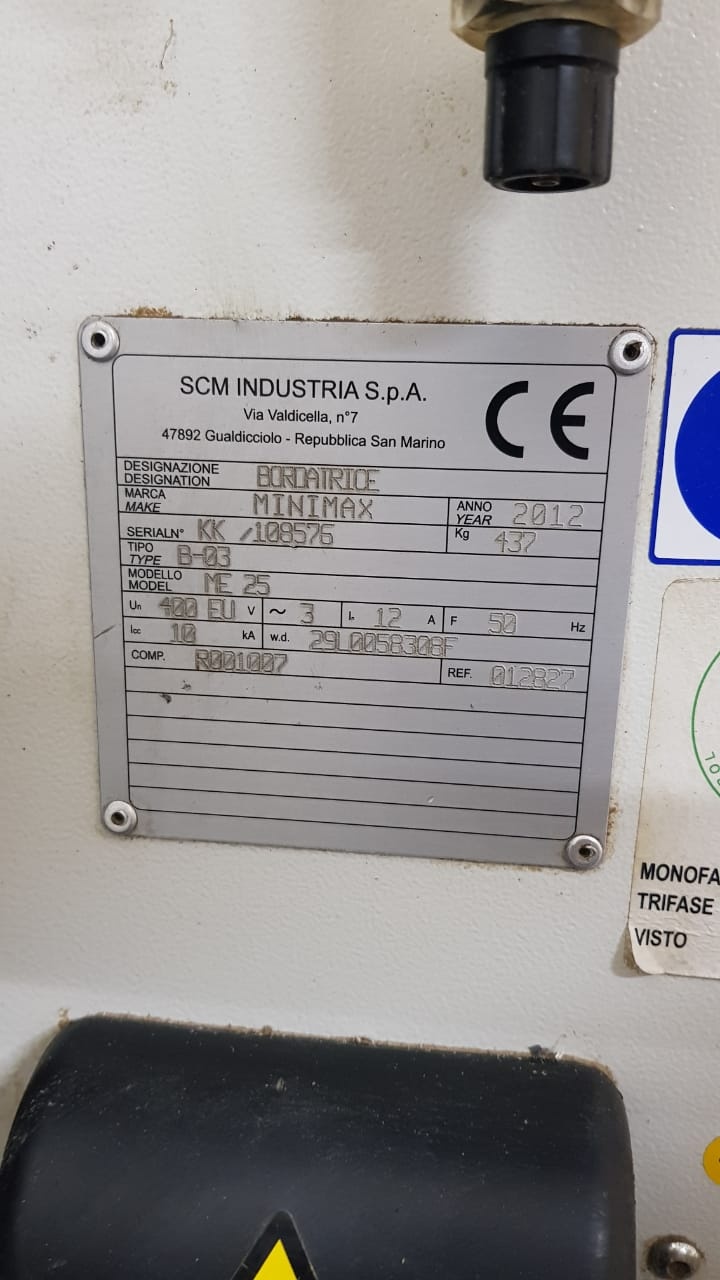 SCM INDUSTRIA S.p.A.
Via Valdicella, n°7
47892 Gualdicciolo - Repubblica San Marino
CE
DESIGNAZIONE
DESIGNATION BORDATRICE
MARCA
MAKE MINIMAX
ANNO
YEAR 2012
SERIALN° KK /108576
Kg 437
TIPO
TYPE B-03
MODELLO
MODEL ME 25
Un 400 EU V ~ 3 In 12 A F 50 Hz
Icc 10 kA w.d. 29L0058308F
COMP. R001007 REF. 012827
MONOFA
TRIFASE
VISTO